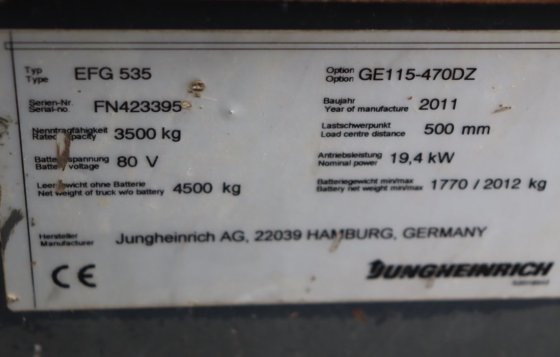 Typ
Type EFG 535
Option
Option GE115-470DZ
Serien-Nr.
Serial-no. FN423395
Baujahr
Year of manufacture 2011
Nenntragfähigkeit
Rated capacity 3500 kg
Lastschwerpunkt
Load centre distance 500 mm
Batteriespannung
Battery voltage 80 V
Antriebsleistung
Nominal power 19,4 kW
Leergewicht ohne Batterie
Net weight of truck w/o battery 4500 kg
Batteriegewicht min/max
Battery net weight min/max 1770 / 2012 kg
Hersteller
Manufacturer Jungheinrich AG, 22039 HAMBURG, GERMANY
CE
JUNGHEINRICH